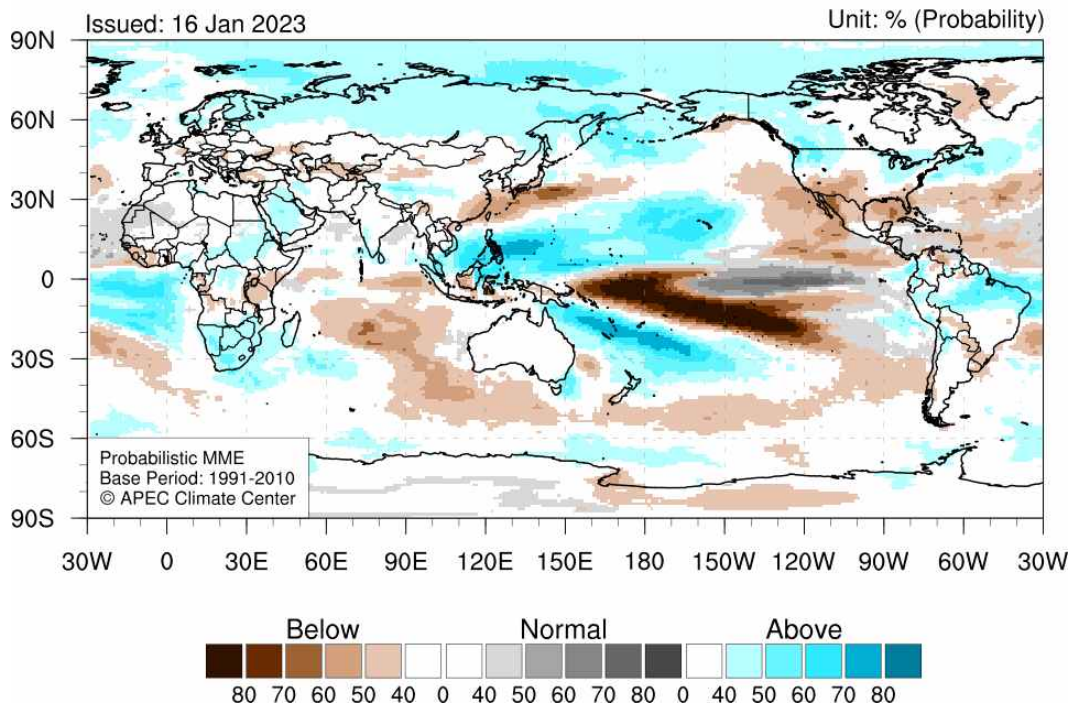 Issued: 16 Jan 2023 Unit: % (Probability)
90N
60N
30N
0
30S
60S
90S
Probabilistic MME
Base Period: 1991-2010
© APEC Climate Center
30W 0 30E 60E 90E 120E 150E 180 150W 120W 90W 60W 30W
Below Normal Above
80 70 60 50 40 0 40 50 60 70 80 0 40 50 60 70 80